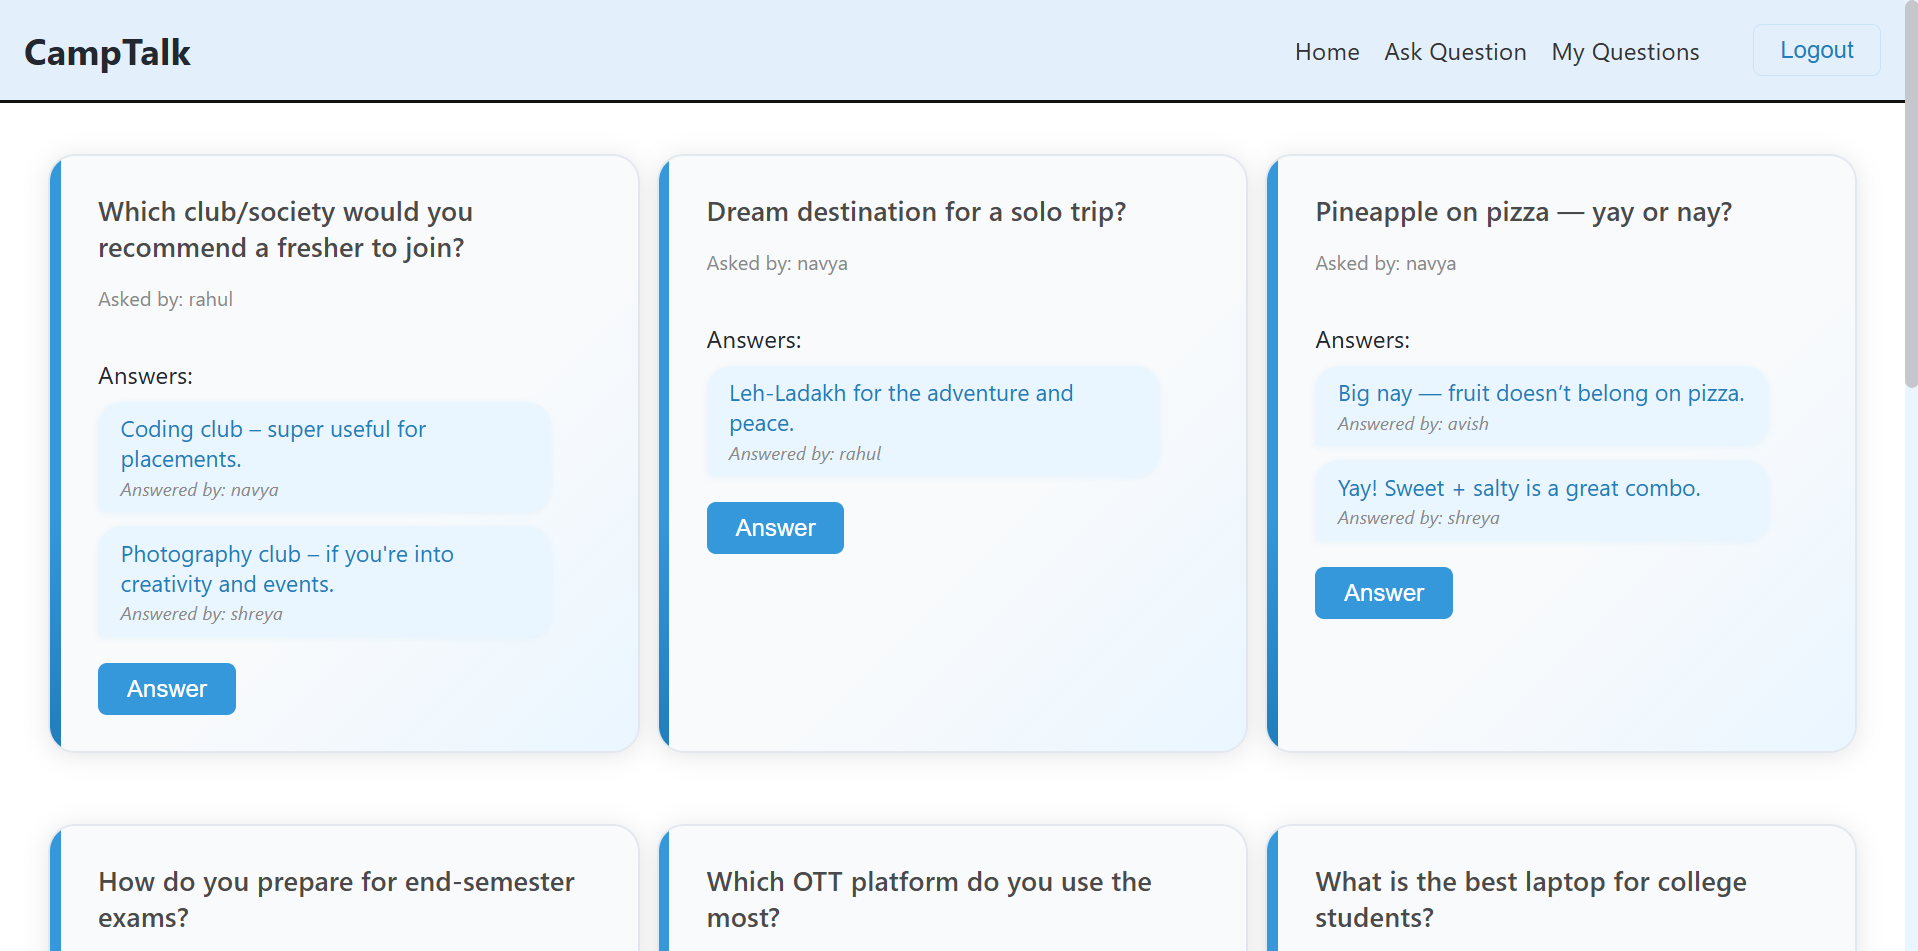 CampTalk
Home
Ask Question
My Questions
Logout
Which club/society would you
recommend a fresher to join?
Asked by: rahul
Answers:
Coding club – super useful for
placements.
Answered by: navya
Photography club – if you're into
creativity and events.
Answered by: shreya
Answer
Dream destination for a solo trip?
Asked by: navya
Answers:
Leh-Ladakh for the adventure and
peace.
Answered by: rahul
Answer
Pineapple on pizza — yay or nay?
Asked by: navya
Answers:
Big nay — fruit doesn’t belong on pizza.
Answered by: avish
Yay! Sweet + salty is a great combo.
Answered by: shreya
Answer
How do you prepare for end-semester
exams?
Which OTT platform do you use the
most?
What is the best laptop for college
students?